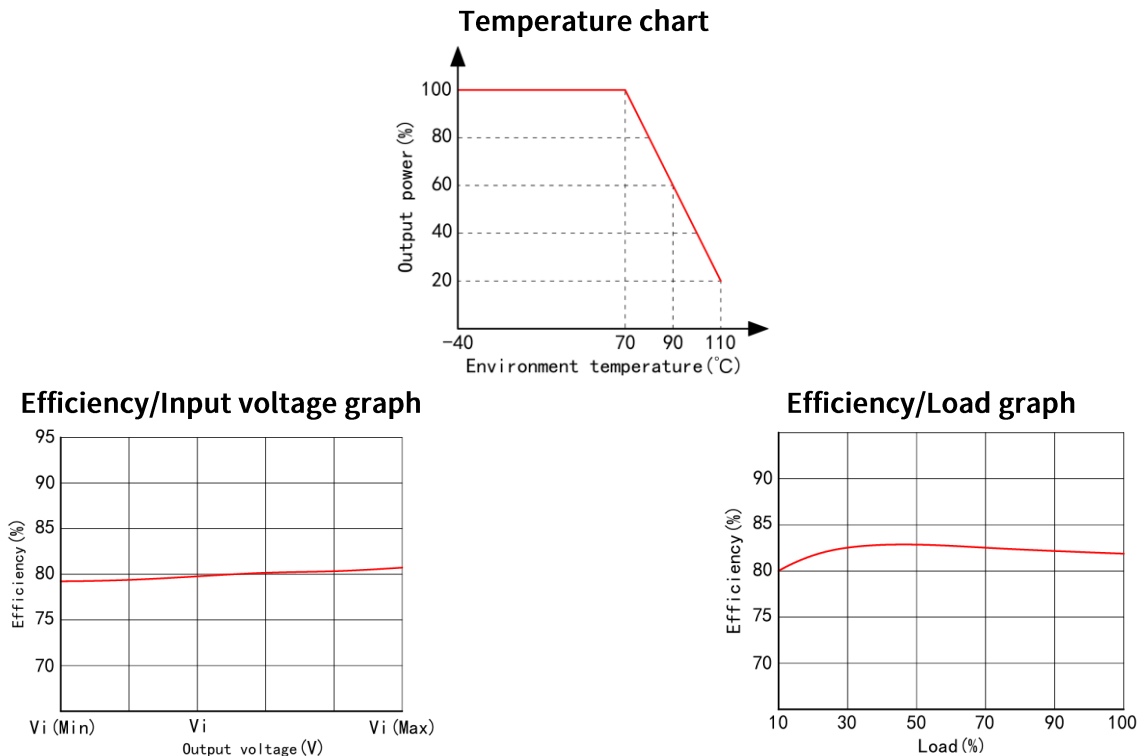 Temperature chart
100
80
60
40
20
Output power(%)
-40 70 90 110
Environment temperature(℃)
Efficiency/Input voltage graph
95
90
85
80
75
70
Efficiency(%)
Vi(Min) Vi Vi(Max)
Output voltage(V)
Efficiency/Load graph
90
85
80
75
70
Efficiency(%)
10 30 50 70 90 100
Load(%)